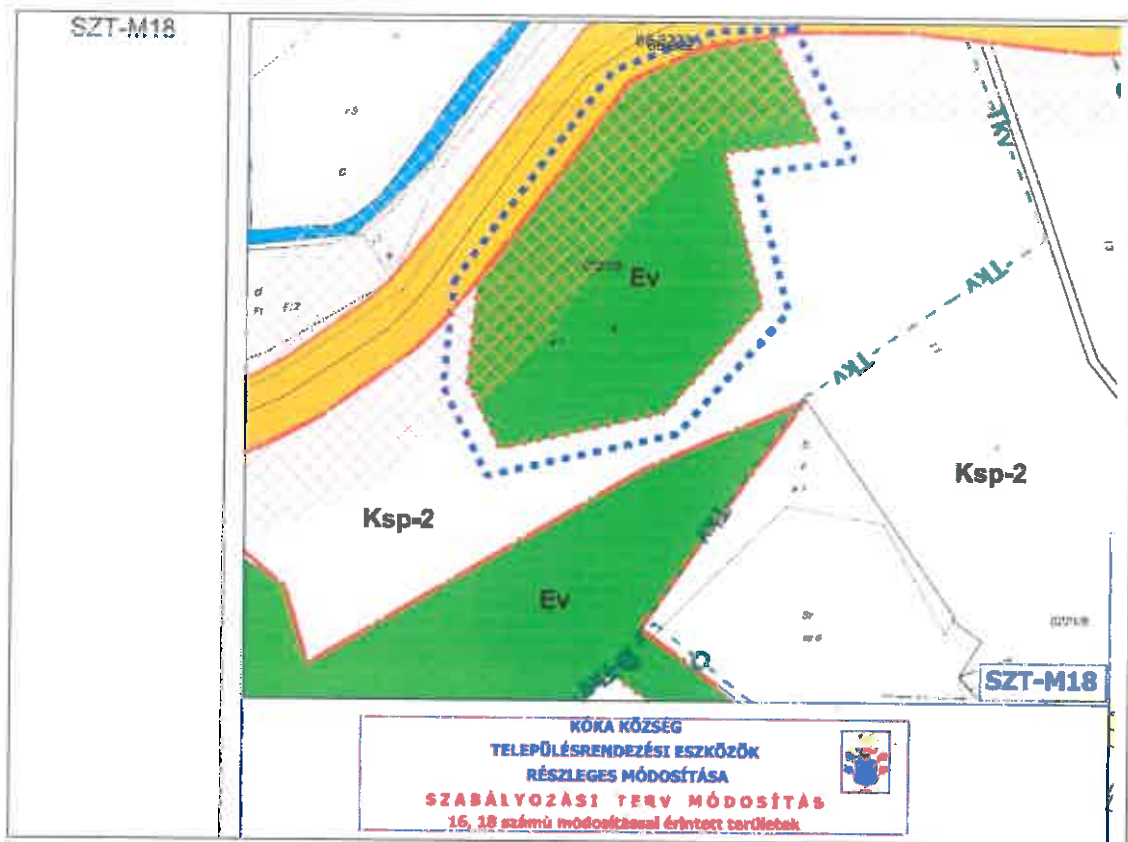 SZT-M18
Tkv
Ev
Tkv
Tkv
Ksp-2
Ksp-2
Ev
SZT-M18
KÓKA KÖZSÉG
TELEPÜLÉSRENDEZÉSI ESZKÖZÖK
RÉSZLEGES MÓDOSÍTÁSA
SZABÁLYOZÁSI TERV MÓDOSÍTÁS
16, 18 számú módosítással érintett területek